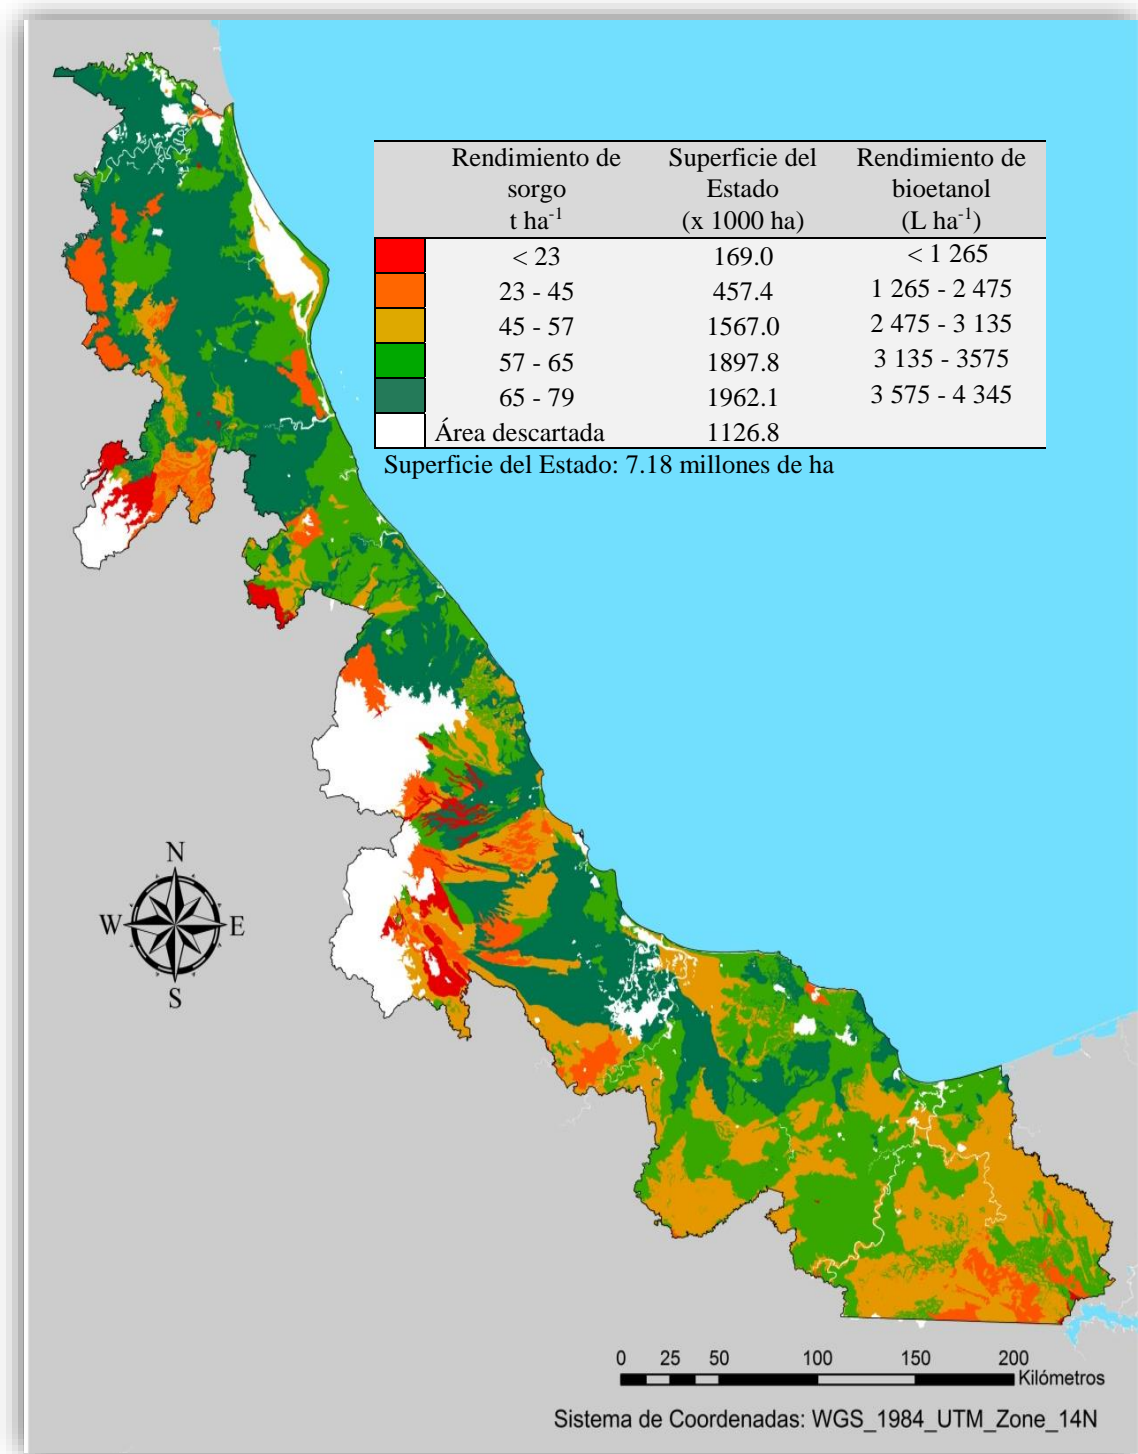 Rendimiento de sorgo t ha-1 Superficie del Estado (x 1000 ha) Rendimiento de bioetanol (L ha-1)
< 23 169.0 < 1 265
23 - 45 457.4 1 265 - 2 475
45 - 57 1567.0 2 475 - 3 135
57 - 65 1897.8 3 135 - 3575
65 - 79 1962.1 3 575 - 4 345
Área descartada 1126.8
Superficie del Estado: 7.18 millones de ha
N
W E
S
0 25 50 100 150 200
Kilómetros
Sistema de Coordenadas: WGS_1984_UTM_Zone_14N